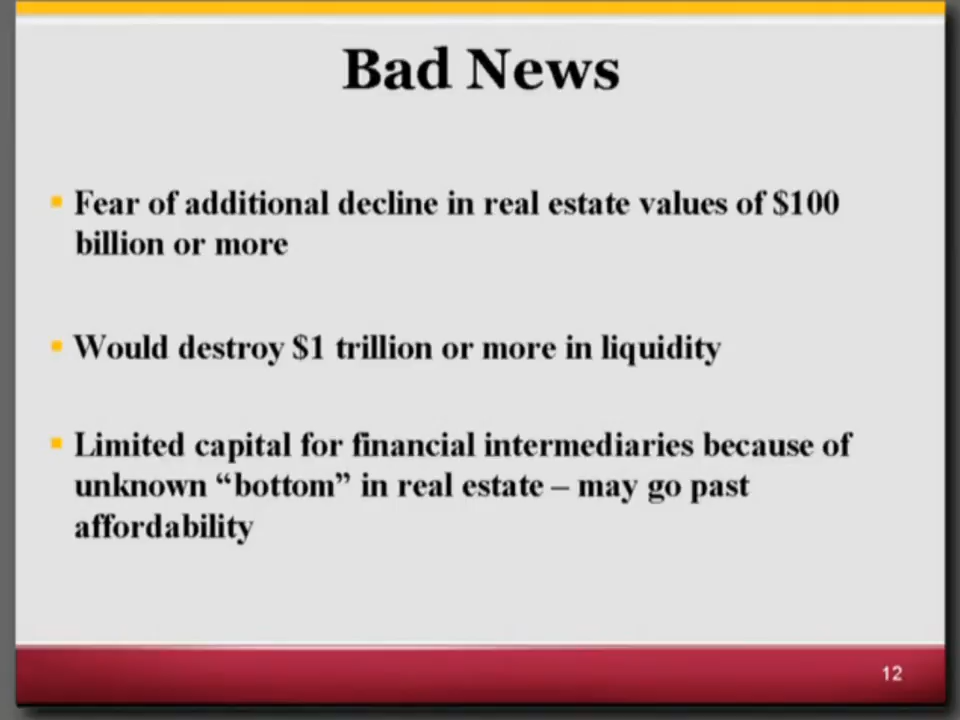 Bad News
Fear of additional decline in real estate values of $100
billion or more
Would destroy $1 trillion or more in liquidity
Limited capital for financial intermediaries because of
unknown “bottom” in real estate – may go past
affordability
12